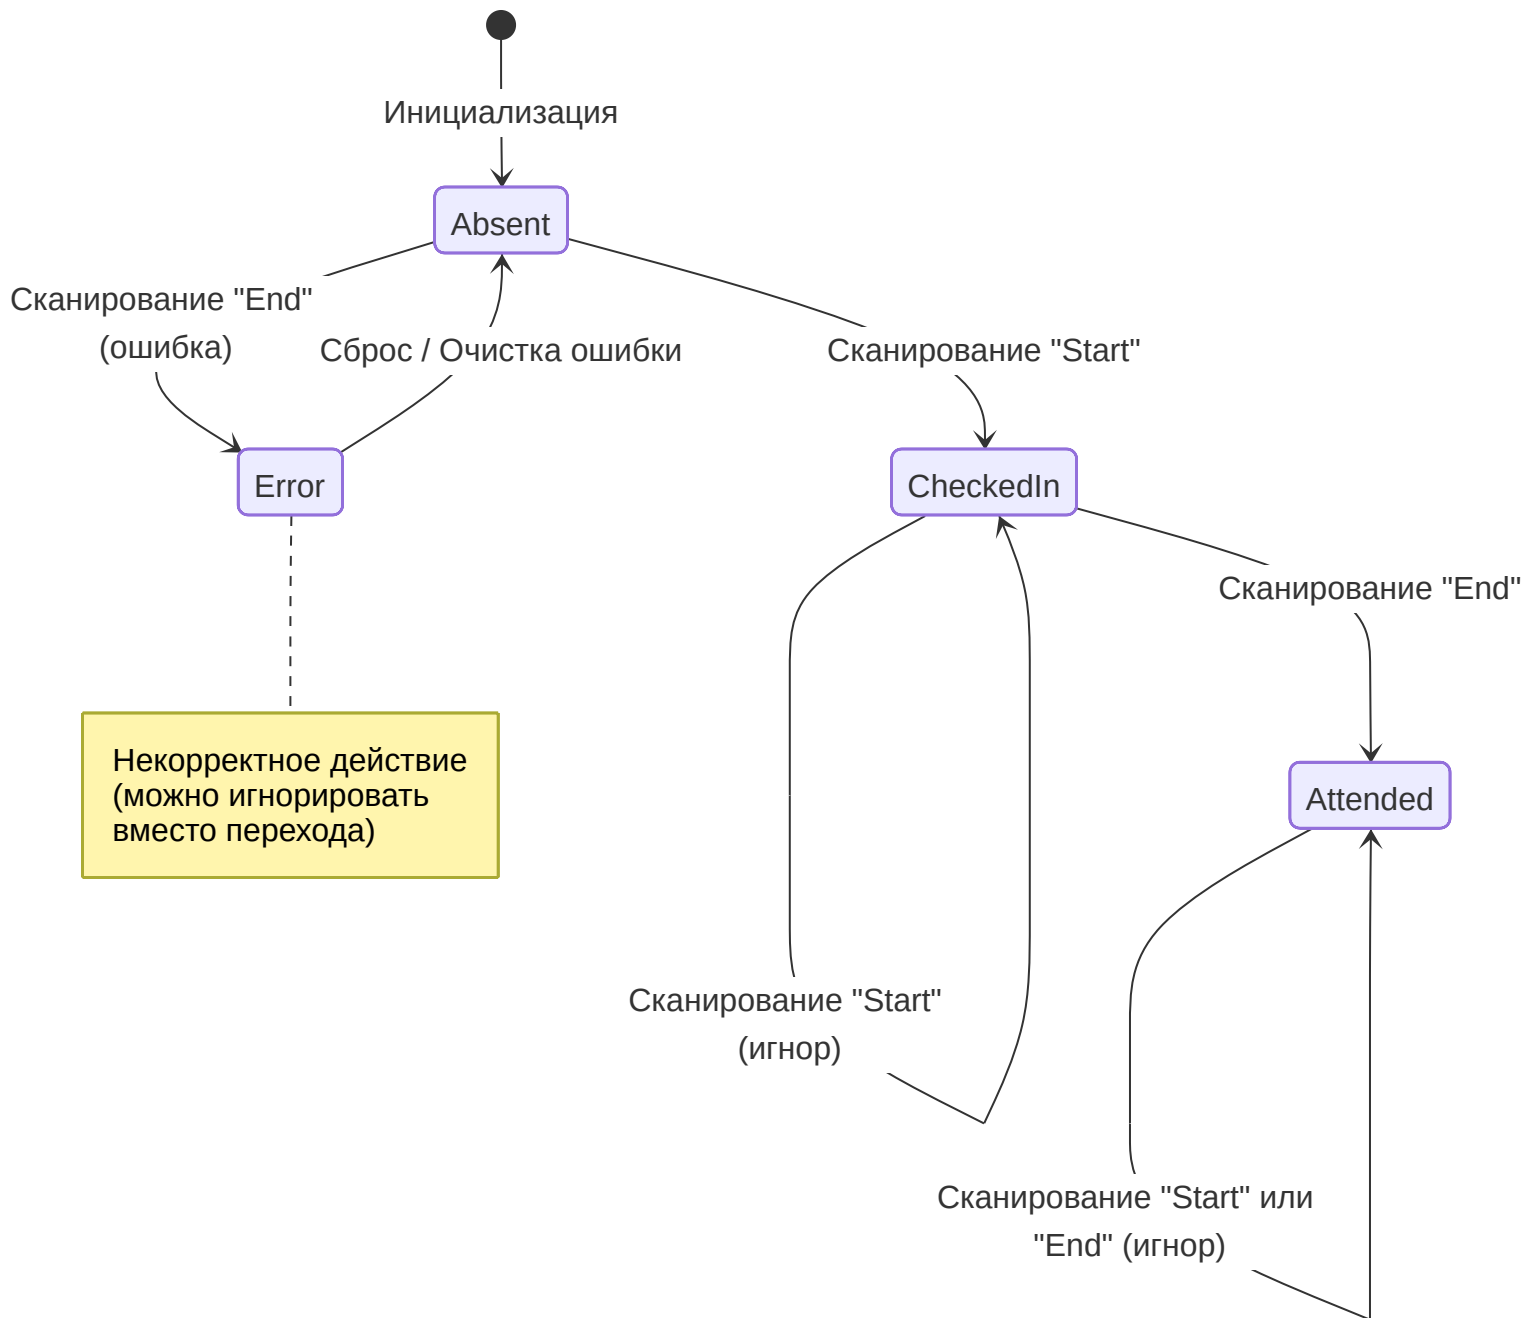 Инициализация
Absent
Сканирование "End"
(ошибка)
Сброс / Очистка ошибки
Сканирование "Start"
Error
CheckedIn
Сканирование "End"
Некорректное действие
(можно игнорировать
вместо перехода)
Attended
Сканирование "Start"
(игнор)
Сканирование "Start" или
"End" (игнор)